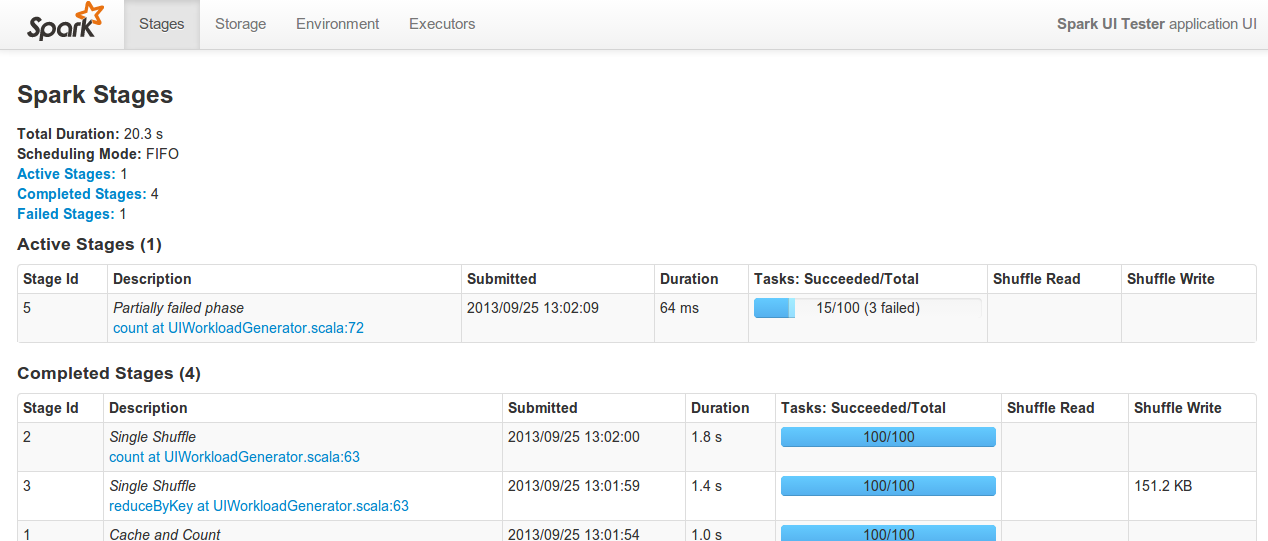 Spark Stages Storage Environment Executors Spark UI Tester application UI
Spark Stages
Total Duration: 20.3 s
Scheduling Mode: FIFO
Active Stages: 1
Completed Stages: 4
Failed Stages: 1
Active Stages (1)
Stage Id Description Submitted Duration Tasks: Succeeded/Total Shuffle Read Shuffle Write
5 Partially failed phase 2013/09/25 13:02:09 64 ms 15/100 (3 failed)
count at UIWorkloadGenerator.scala:72
Completed Stages (4)
Stage Id Description Submitted Duration Tasks: Succeeded/Total Shuffle Read Shuffle Write
2 Single Shuffle 2013/09/25 13:02:00 1.8 s 100/100
count at UIWorkloadGenerator.scala:63
3 Single Shuffle 2013/09/25 13:01:59 1.4 s 100/100 151.2 KB
reduceByKey at UIWorkloadGenerator.scala:63
1 Cache and Count 2013/09/25 13:01:54 1.0 s 100/100